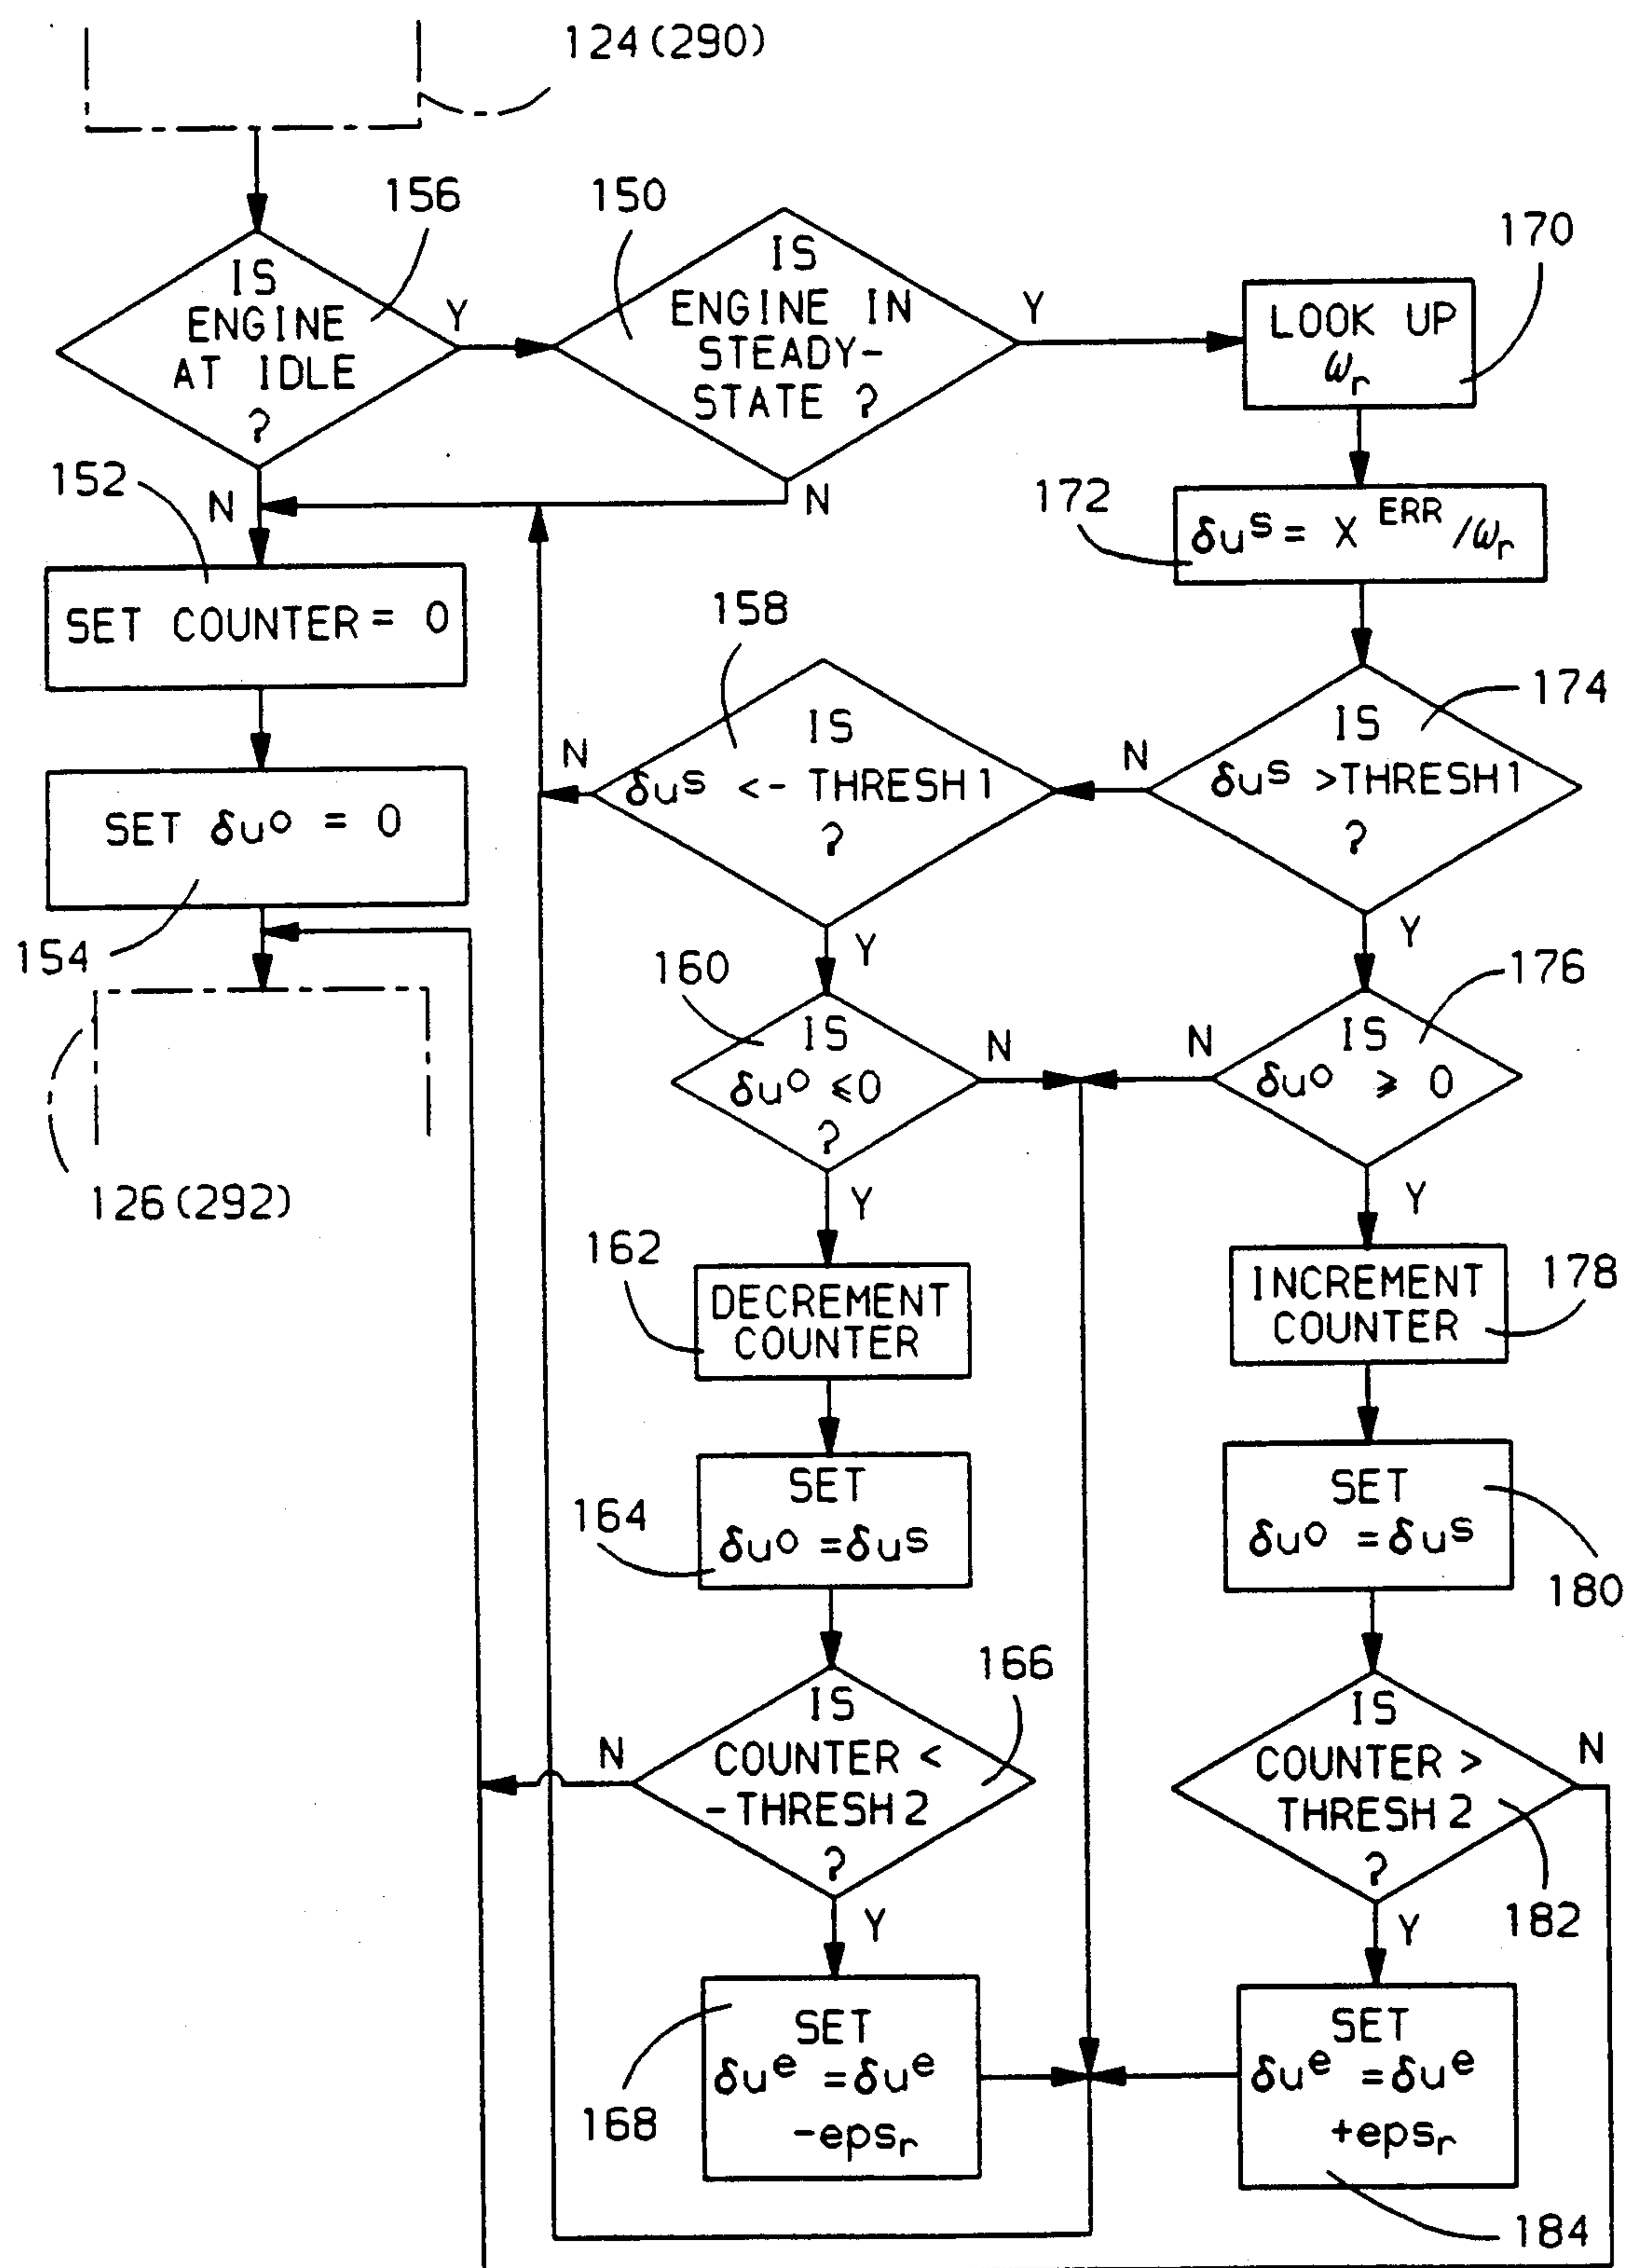 124(290)
156
150
170
IS
ENGINE
AT IDLE
?
Y
IS
ENGINE IN
STEADY-
STATE ?
Y
LOOK UP
ωr
152
N
N
172
δuˢ = X ᴱᴿᴿ /ωr
SET COUNTER = 0
158
174
IS
δuˢ < - THRESH1
?
N
N
IS
δuˢ > THRESH1
?
SET δuº = 0
154
Y
Y
160
176
IS
δuº ⩽ 0
?
N
N
IS
δuº ⩾ 0
126(292)
Y
Y
162
DECREMENT
COUNTER
INCREMENT
COUNTER
178
164
SET
δuº = δuˢ
SET
δuº = δuˢ
180
166
IS
COUNTER <
- THRESH 2
?
N
IS
COUNTER >
THRESH 2
?
N
182
Y
Y
SET
δuᵉ = δuᵉ
-epsr
168
SET
δuᵉ = δuᵉ
+epsr
184